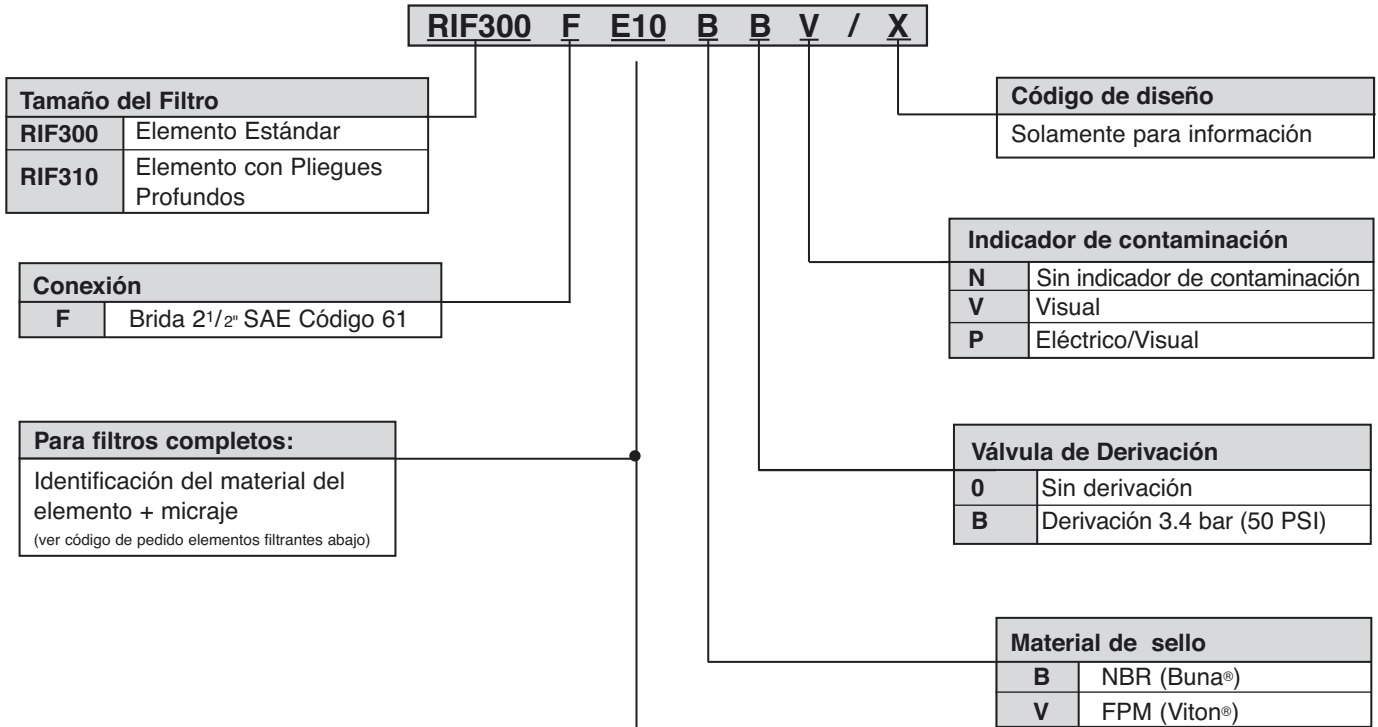 RIF300 F E10 B B V / X
Tamaño del Filtro
RIF300 Elemento Estándar
RIF310 Elemento con Pliegues
Profundos
Código de diseño
Solamente para información
Conexión
F Brida 2 1/2" SAE Código 61
Indicador de contaminación
N Sin indicador de contaminación
V Visual
P Eléctrico/Visual
Para filtros completos:
Identificación del material del
elemento + micraje
(ver código de pedido elementos filtrantes abajo)
Válvula de Derivación
0 Sin derivación
B Derivación 3.4 bar (50 PSI)
Material de sello
B NBR (Buna®)
V FPM (Viton®)